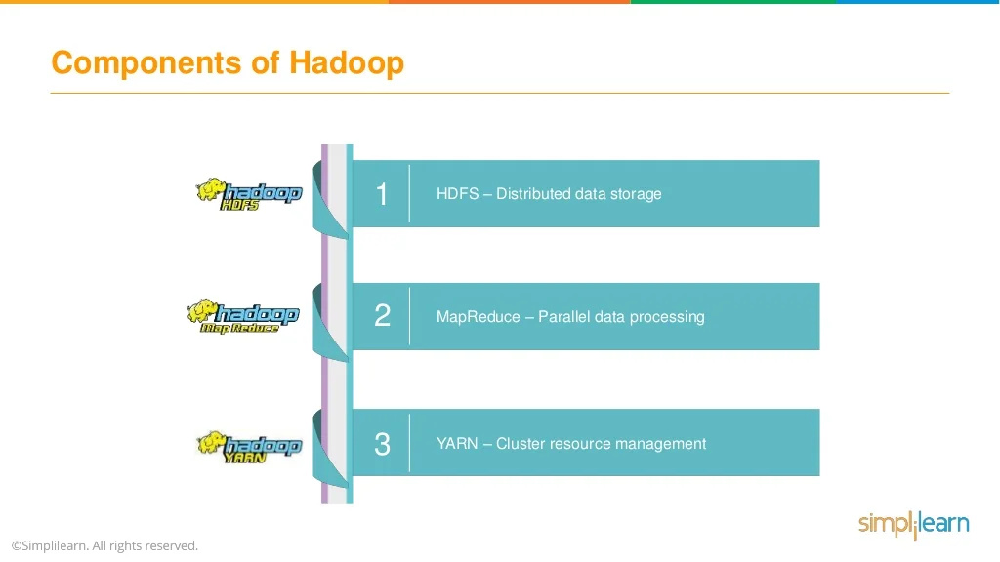 Components of Hadoop
hadoop
HDFS
1
HDFS – Distributed data storage
hadoop
Map Reduce
2
MapReduce – Parallel data processing
hadoop
YARN
3
YARN – Cluster resource management
simplilearn
©Simplilearn. All rights reserved.